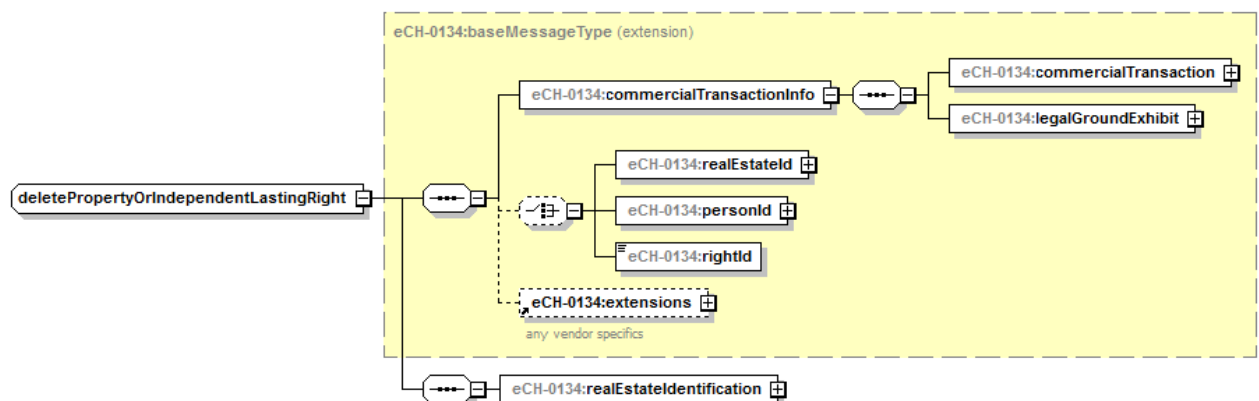 eCH-0134:baseMessageType (extension)
eCH-0134:commercialTransactionInfo
eCH-0134:commercialTransaction
eCH-0134:legalGroundExhibit
eCH-0134:realEstateId
deletePropertyOrIndependentLastingRight
eCH-0134:personId
eCH-0134:rightId
eCH-0134:extensions
any vendor specifics
eCH-0134:realEstateIdentification